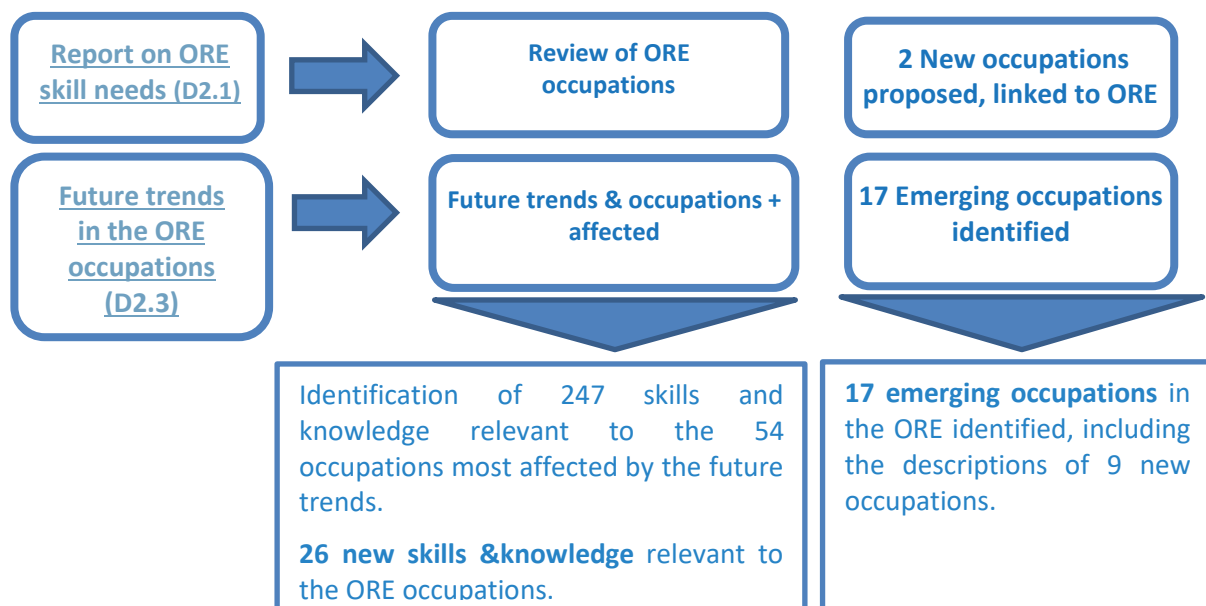 Report on ORE
skill needs (D2.1)
Review of ORE
occupations
2 New occupations
proposed, linked to ORE
Future trends
in the ORE
occupations
(D2.3)
Future trends & occupations +
affected
17 Emerging occupations
identified
Identification of 247 skills and
knowledge relevant to the 54
occupations most affected by the future
trends.
26 new skills &knowledge relevant to
the ORE occupations.
17 emerging occupations in
the ORE identified, including
the descriptions of 9 new
occupations.